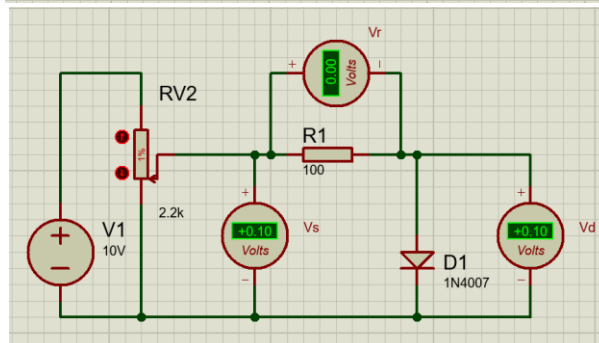 Vr
+
0.00
Volts
−
RV2
1%
2.2k
R1
100
V1
10V
+
−
+
+0.10
Volts
−
Vs
D1
1N4007
+
+0.10
Volts
−
Vd